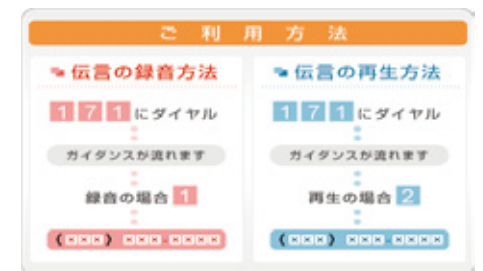 ご利用方法
伝言の録音方法
171にダイヤル
ガイダンスが流れます
録音の場合1
(×××) ×××-××××
伝言の再生方法
171にダイヤル
ガイダンスが流れます
再生の場合2
(×××) ×××-××××